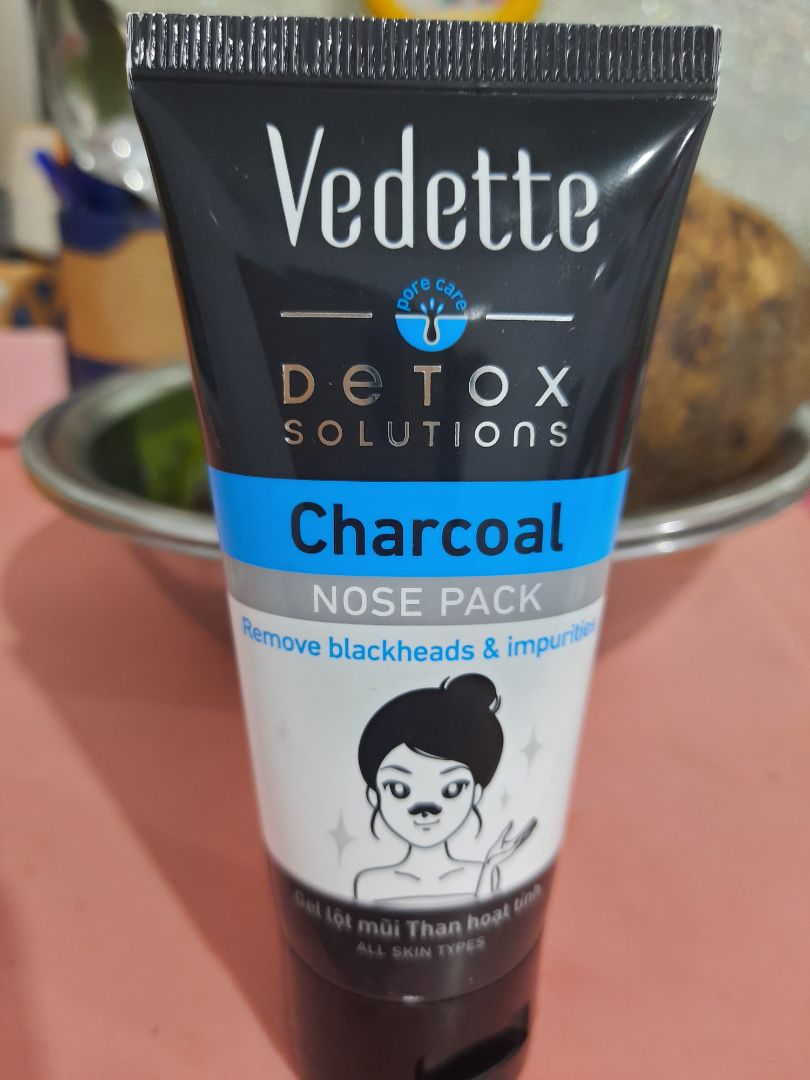 Vedette
pore care
DETOX
SOLUTIONS
Charcoal
NOSE PACK
Remove blackheads & impurities
Gel lột mũi Than hoạt tính
ALL SKIN TYPES